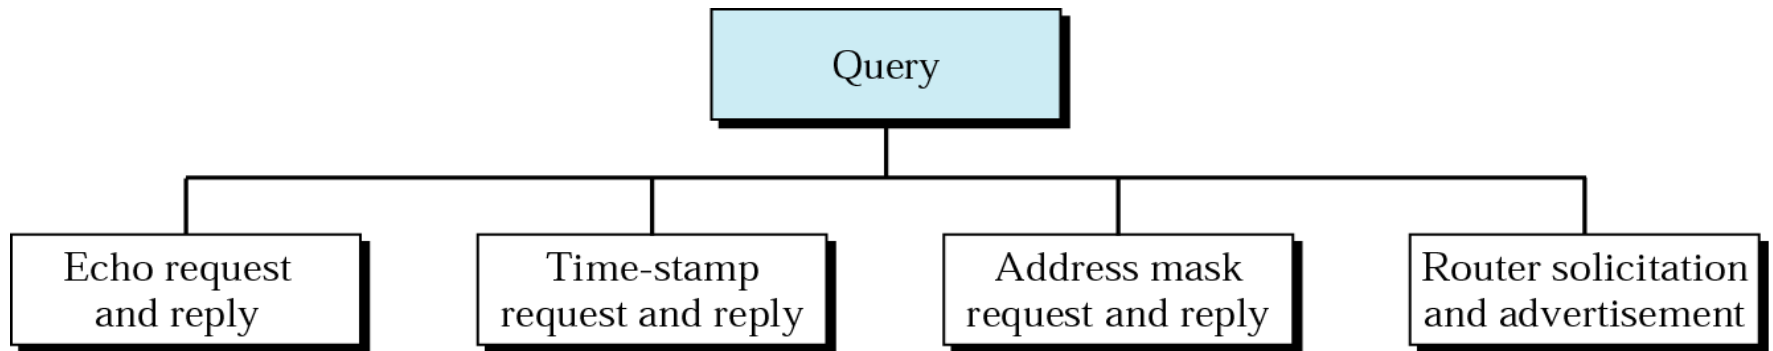 Query
Echo request
and reply
Time-stamp
request and reply
Address mask
request and reply
Router solicitation
and advertisement